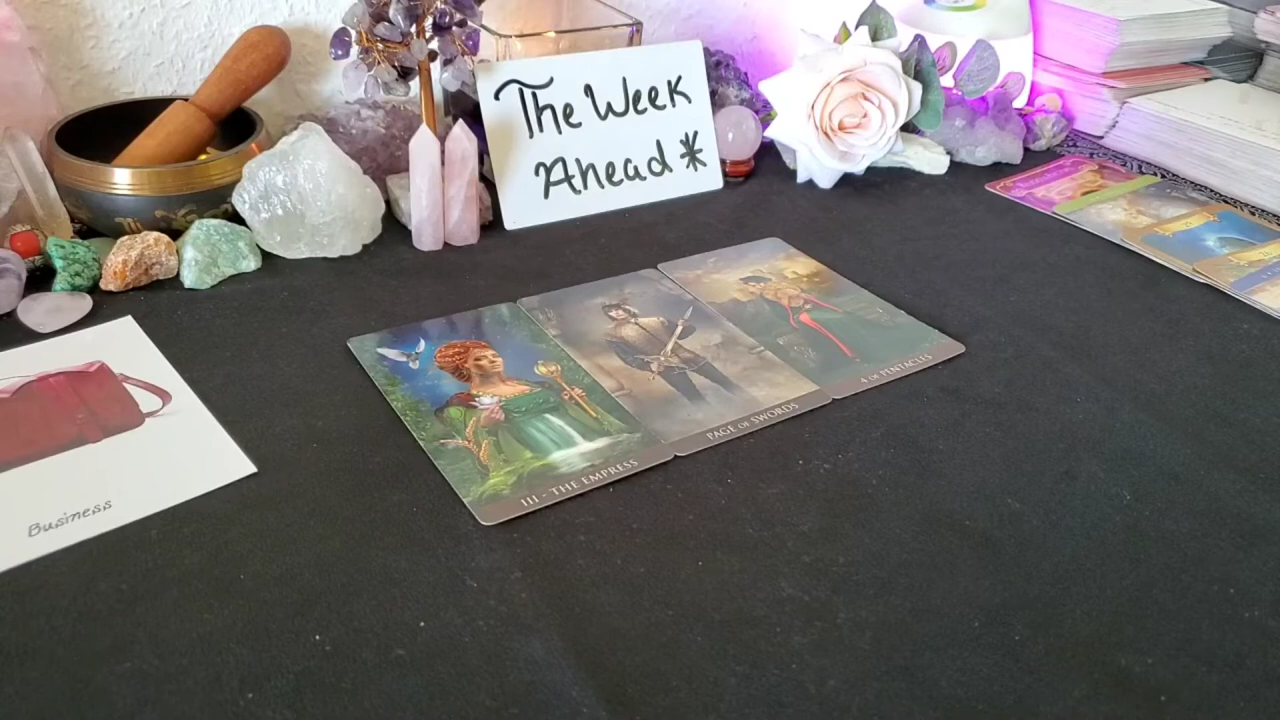 The Week
Ahead *
III - THE EMPRESS
PAGE OF SWORDS
4 OF PENTACLES
Business